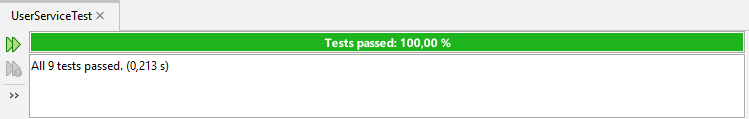 UserServiceTest
Tests passed: 100,00 %
All 9 tests passed. (0,213 s)